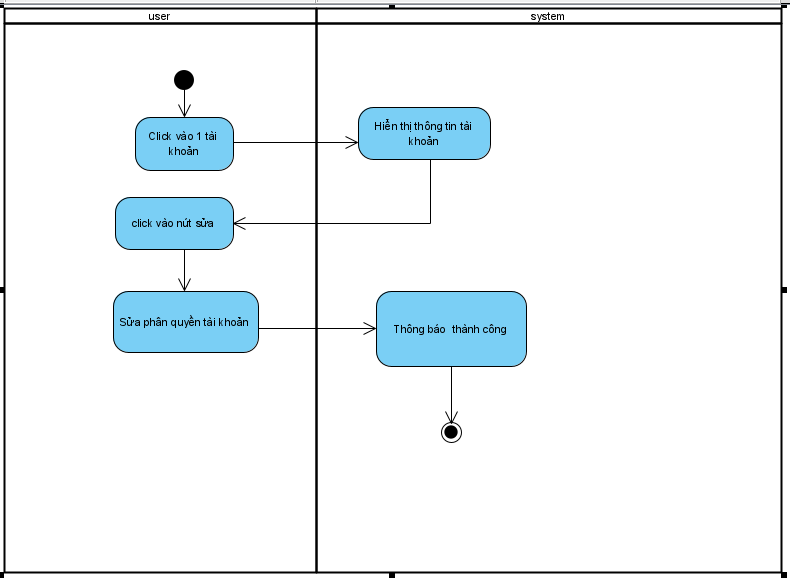 user
system
Click vào 1 tài
khoản
Hiển thị thông tin tài
khoản
click vào nút sửa
Sửa phân quyền tài khoản
Thông báo thành công